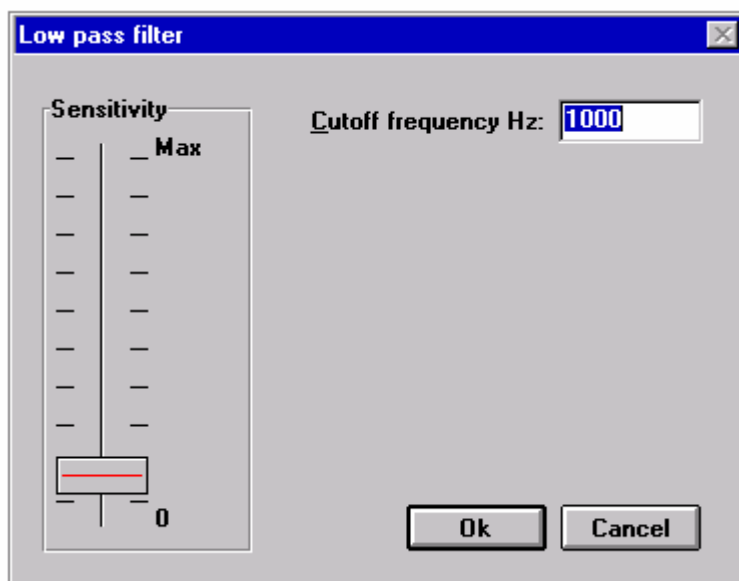 Low pass filter
Sensitivity
Cutoff frequency Hz: 1000
Max
0
Ok
Cancel